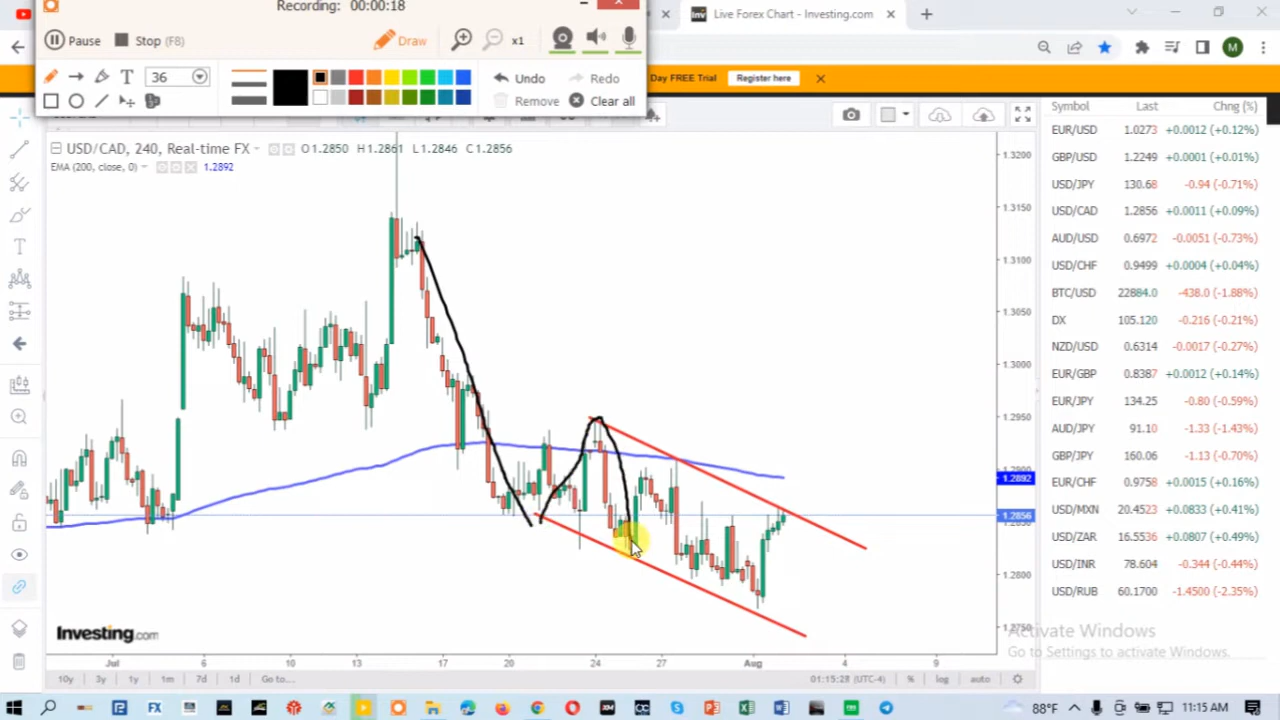 Recording: 00:00:18
Live Forex Chart - Investing.com
Pause Stop (F8) Draw x1
T 36 Undo Redo
Remove Clear all
Day FREE Trial Register here
M
USD/CAD, 240, Real-time FX O1.2850 H1.2861 L1.2846 C1.2856
EMA (200, close, 0) 1.2892
1.3200
1.3150
1.3100
1.3050
1.3000
1.2950
1.2892
1.2856
1.2800
Investing.com
Jul 6 10 13 17 20 24 27 Aug 4 9
10y 3y 1y 1m 7d 1d Go to... 01:15:28 (UTC-4) % log auto
Symbol Last Chng (%)
EUR/USD 1.0273 +0.0012 (+0.12%)
GBP/USD 1.2249 +0.0001 (+0.01%)
USD/JPY 130.68 -0.94 (-0.71%)
USD/CAD 1.2856 +0.0011 (+0.09%)
AUD/USD 0.6972 -0.0051 (-0.73%)
USD/CHF 0.9499 +0.0004 (+0.04%)
BTC/USD 22884.0 -438.0 (-1.88%)
DX 105.120 -0.216 (-0.21%)
NZD/USD 0.6314 -0.0017 (-0.27%)
EUR/GBP 0.8387 +0.0012 (+0.14%)
EUR/JPY 134.25 -0.80 (-0.59%)
AUD/JPY 91.10 -1.33 (-1.43%)
GBP/JPY 160.06 -1.13 (-0.70%)
EUR/CHF 0.9758 +0.0015 (+0.16%)
USD/MXN 20.4523 +0.0833 (+0.41%)
USD/ZAR 16.5536 +0.0807 (+0.49%)
USD/INR 78.604 -0.344 (-0.44%)
USD/RUB 60.1700 -1.4500 (-2.35%)
Activate Windows
Go to Settings to activate Windows.
88°F 11:15 AM